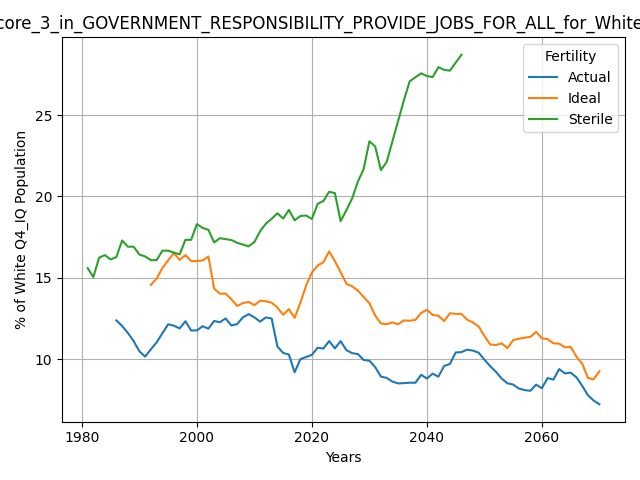 core_3_in_GOVERNMENT_RESPONSIBILITY_PROVIDE_JOBS_FOR_ALL_for_White
Fertility
Actual
Ideal
Sterile
% of White Q4_IQ Population
25
20
15
10
1980
2000
2020
2040
2060
Years